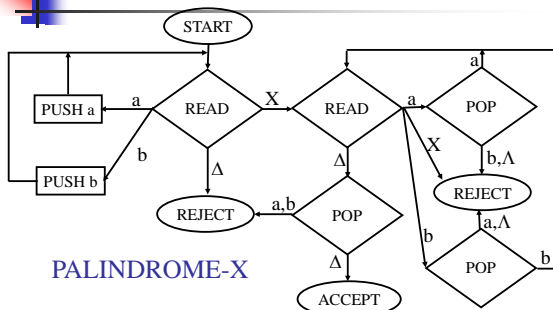 START
a
PUSH a
a
READ
X
READ
a
POP
b
X
b,Λ
PUSH b
Δ
Δ
REJECT
REJECT
a,b
POP
a,Λ
b
POP
b
PALINDROME-X
Δ
ACCEPT